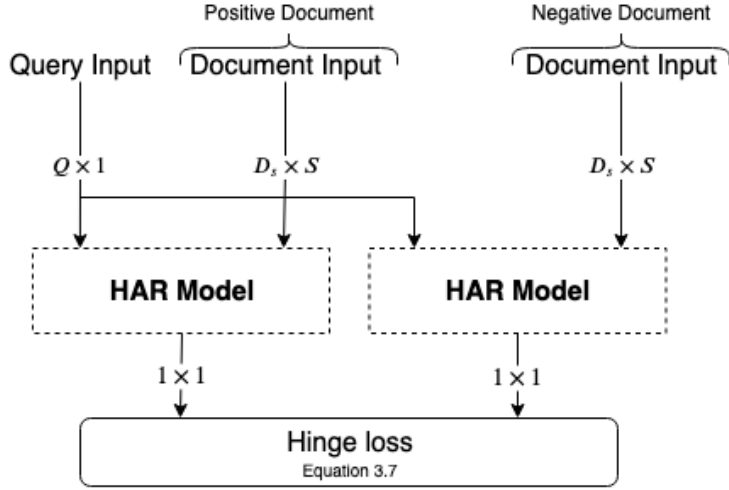 Positive Document
Negative Document
Query Input
Document Input
Document Input
Q × 1
D_s × S
D_s × S
HAR Model
HAR Model
1 × 1
1 × 1
Hinge loss
Equation 3.7